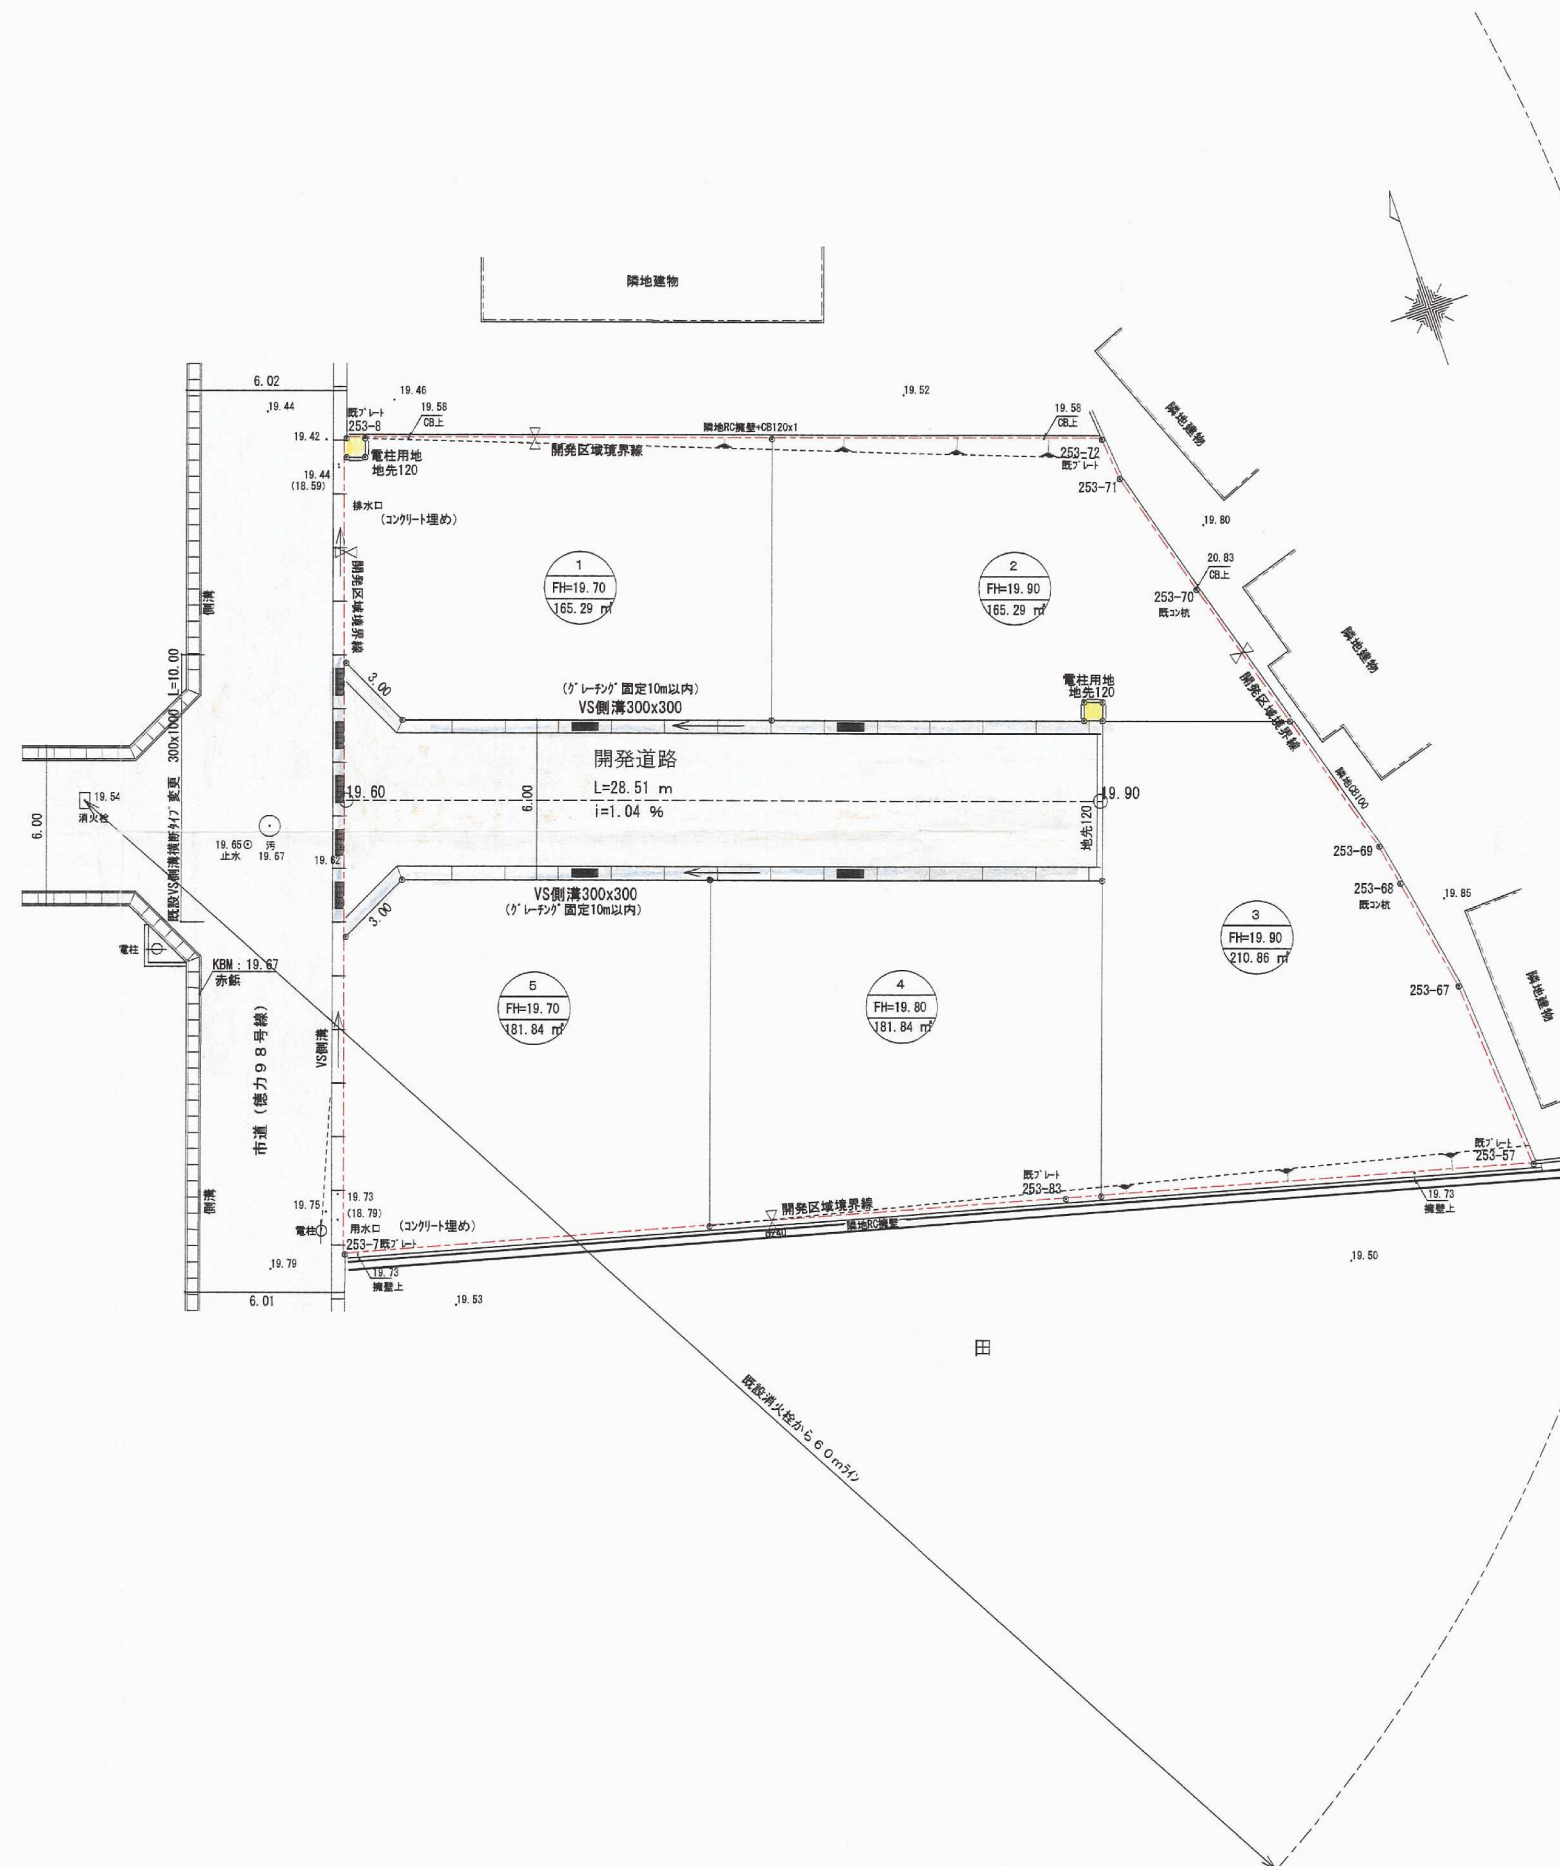 隣地建物
6.02
19.44
19.46
19.58
CB上
19.52
19.58
CB上
既プレート
253-8
19.42
隣地RC擁壁+CB120x1
開発区域境界線
電柱用地
地先120
253-72
既プレート
253-71
19.44
(18.59)
排水口
(コンクリート埋め)
隣地建物
19.80
20.83
CB上
253-70
既コン杭
隣地建物
開発区域境界線
1
FH=19.70
165.29 ㎡
2
FH=19.90
165.29 ㎡
側溝
既設VS側溝横断タイプ変更 300x1000 L=10.00
3.00
(グレーチング固定10m以内)
VS側溝300x300
電柱用地
地先120
開発区域境界線
隣地CB100
開発道路
L=28.51 m
i=1.04 %
6.00
19.60
19.90
地先120
19.54
消火栓
6.00
19.65
止水
汚
19.67
19.62
253-69
253-68
既コン杭
19.85
3.00
VS側溝300x300
(グレーチング固定10m以内)
3
FH=19.90
210.86 ㎡
電柱
KBM : 19.67
赤鋲
253-67
隣地建物
5
FH=19.70
181.84 ㎡
4
FH=19.80
181.84 ㎡
VS側溝
市道 (徳力98号線)
側溝
既プレート
253-57
既プレート
253-83
19.73
擁壁上
開発区域境界線
隣地RC擁壁
19.75
19.73
(18.79)
電柱
用水口
(コンクリート埋め)
253-7既プレート
19.79
19.73
擁壁上
6.01
19.53
19.50
田
既設消火栓から60mライン